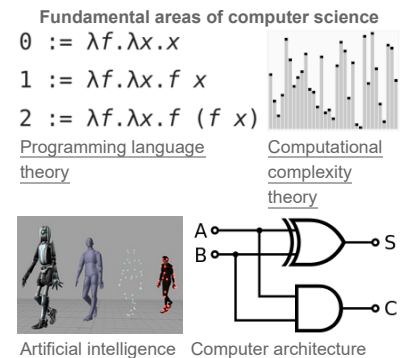 Fundamental areas of computer science
0 := λf.λx.x
1 := λf.λx.f x
2 := λf.λx.f (f x)
Programming language
theory
Computational
complexity
theory
A
B
S
C
Artificial intelligence
Computer architecture